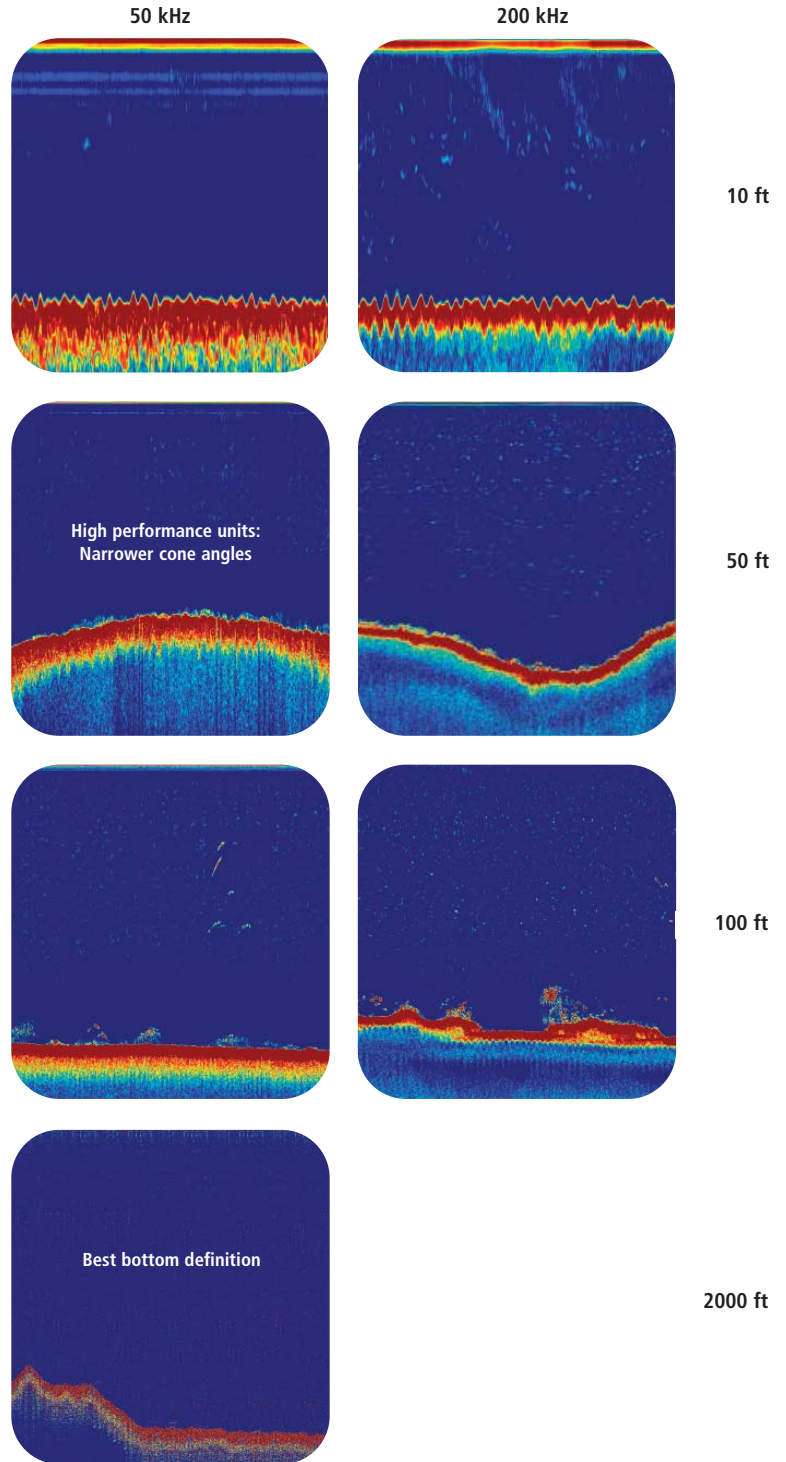 50 kHz
200 kHz
10 ft
High performance units:
Narrower cone angles
50 ft
100 ft
Best bottom definition
2000 ft